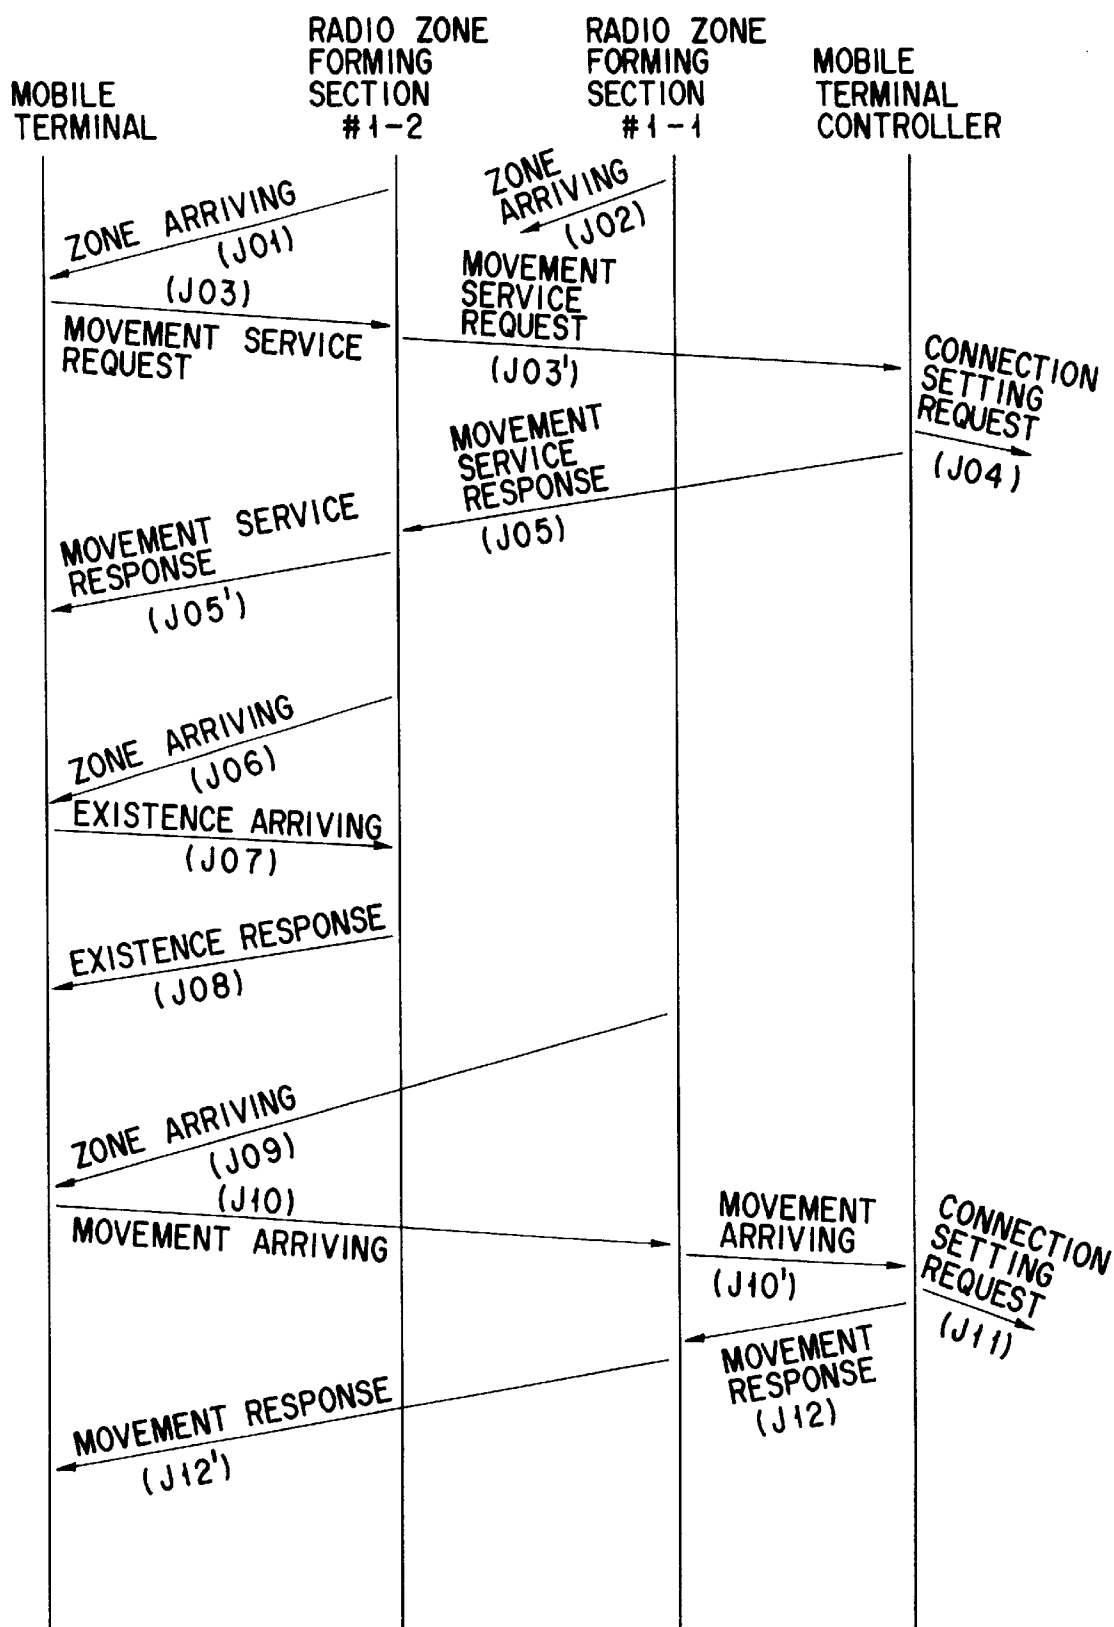 MOBILE
TERMINAL
RADIO ZONE
FORMING
SECTION
#1-2
RADIO ZONE
FORMING
SECTION
#1-1
MOBILE
TERMINAL
CONTROLLER
ZONE ARRIVING
(J01)
ZONE
ARRIVING
(J02)
(J03)
MOVEMENT SERVICE
REQUEST
MOVEMENT
SERVICE
REQUEST
(J03')
CONNECTION
SETTING
REQUEST
(J04)
MOVEMENT
SERVICE
RESPONSE
(J05)
MOVEMENT SERVICE
RESPONSE
(J05')
ZONE ARRIVING
(J06)
EXISTENCE ARRIVING
(J07)
EXISTENCE RESPONSE
(J08)
ZONE ARRIVING
(J09)
(J10)
MOVEMENT ARRIVING
MOVEMENT
ARRIVING
(J10')
CONNECTION
SETTING
REQUEST
(J11)
MOVEMENT
RESPONSE
(J12)
MOVEMENT RESPONSE
(J12')